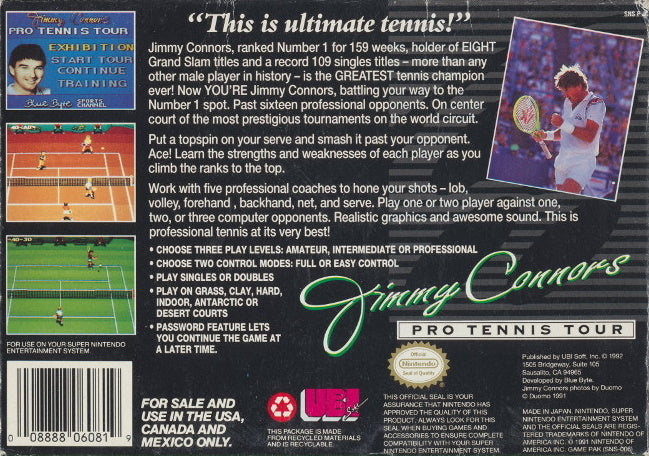 SNS P
"This is ultimate tennis!"
Jimmy Connors
PRO TENNIS TOUR
EXHIBITION
START TOUR
CONTINUE
TRAINING
Blue Byte SPORTS CHANNEL
Jimmy Connors, ranked Number 1 for 159 weeks, holder of EIGHT
Grand Slam titles and a record 109 singles titles – more than any
other male player in history – is the GREATEST tennis champion
ever! Now YOU'RE Jimmy Connors, battling your way to the
Number 1 spot. Past sixteen professional opponents. On center
court of the most prestigious tournaments on the world circuit.
Put a topspin on your serve and smash it past your opponent.
Ace! Learn the strengths and weaknesses of each player as you
climb the ranks to the top.
Work with five professional coaches to hone your shots – lob,
volley, forehand , backhand, net, and serve. Play one or two player against one,
two, or three computer opponents. Realistic graphics and awesome sound. This is
professional tennis at its very best!
• CHOOSE THREE PLAY LEVELS: AMATEUR, INTERMEDIATE OR PROFESSIONAL
• CHOOSE TWO CONTROL MODES: FULL OR EASY CONTROL
• PLAY SINGLES OR DOUBLES
• PLAY ON GRASS, CLAY, HARD,
INDOOR, ANTARCTIC OR
DESERT COURTS
• PASSWORD FEATURE LETS
YOU CONTINUE THE GAME AT
A LATER TIME.
40-30
FOR USE ON YOUR SUPER NINTENDO
ENTERTAINMENT SYSTEM
Jimmy Connors
PRO TENNIS TOUR
Official
Nintendo
Seal of Quality
Published by UBI Soft, Inc. © 1992
1505 Bridgeway, Suite 105
Sausalito, CA 94965
Developed by Blue Byte.
Jimmy Connors photos by Duomo
© Duomo 1991
0 08888 06081 9
FOR SALE AND
USE IN THE USA,
CANADA AND
MEXICO ONLY.
UBI Soft
THIS PACKAGE IS MADE
FROM RECYCLED MATERIALS
AND IS RECYCLABLE.
THIS OFFICIAL SEAL IS YOUR
ASSURANCE THAT NINTENDO HAS
APPROVED THE QUALITY OF THIS
PRODUCT. ALWAYS LOOK FOR THIS
SEAL WHEN BUYING GAMES AND
ACCESSORIES TO ENSURE COMPLETE
COMPATIBILITY WITH YOUR SUPER
NINTENDO ENTERTAINMENT SYSTEM.
MADE IN JAPAN. NINTENDO, SUPER
NINTENDO ENTERTAINMENT SYSTEM
AND THE OFFICIAL SEALS ARE REG-
ISTERED TRADEMARKS OF NINTENDO OF
AMERICA INC. © 1991 NINTENDO OF
AMERICA INC. GAME PAK (SNS-006)